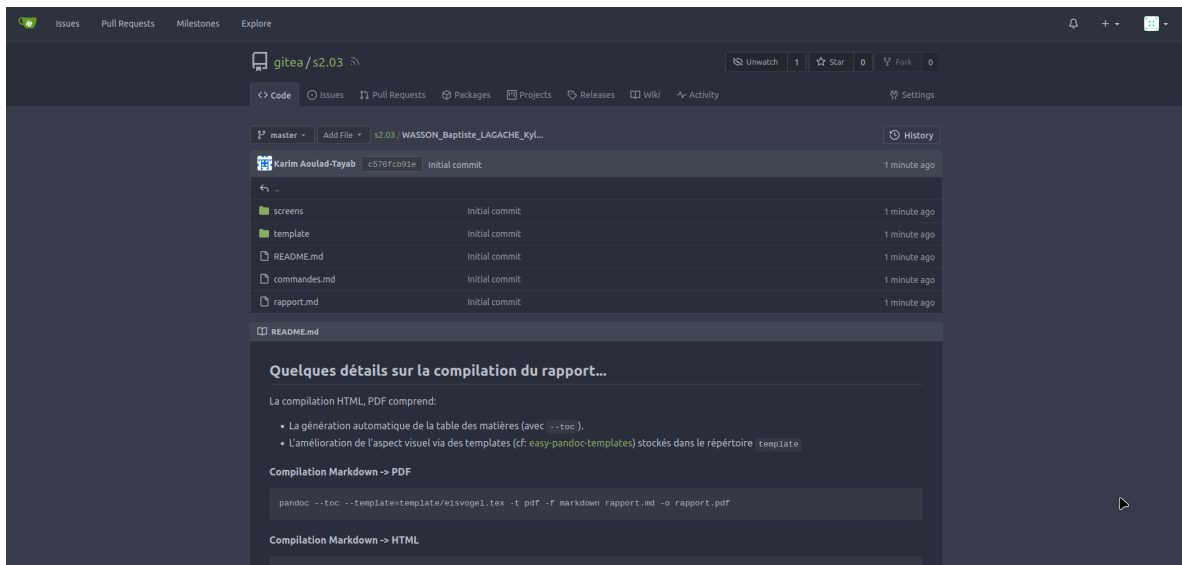 Issues Pull Requests Milestones Explore
gitea / s2.03 Unwatch 1 Star 0 Fork 0
Code Issues Pull Requests Packages Projects Releases Wiki Activity Settings
master Add File s2.03 / WASSON_Baptiste_LAGACHE_Kyl... History
Karim Aoulad-Tayab c576fcb91e Initial commit 1 minute ago
..
screens Initial commit 1 minute ago
template Initial commit 1 minute ago
README.md Initial commit 1 minute ago
commandes.md Initial commit 1 minute ago
rapport.md Initial commit 1 minute ago
README.md
Quelques détails sur la compilation du rapport...
La compilation HTML, PDF comprend:
• La génération automatique de la table des matières (avec --toc ).
• L'amélioration de l'aspect visuel via des templates (cf: easy-pandoc-templates) stockés dans le répértoire template
Compilation Markdown -> PDF
pandoc --toc --template=template/eisvogel.tex -t pdf -f markdown rapport.md -o rapport.pdf
Compilation Markdown -> HTML